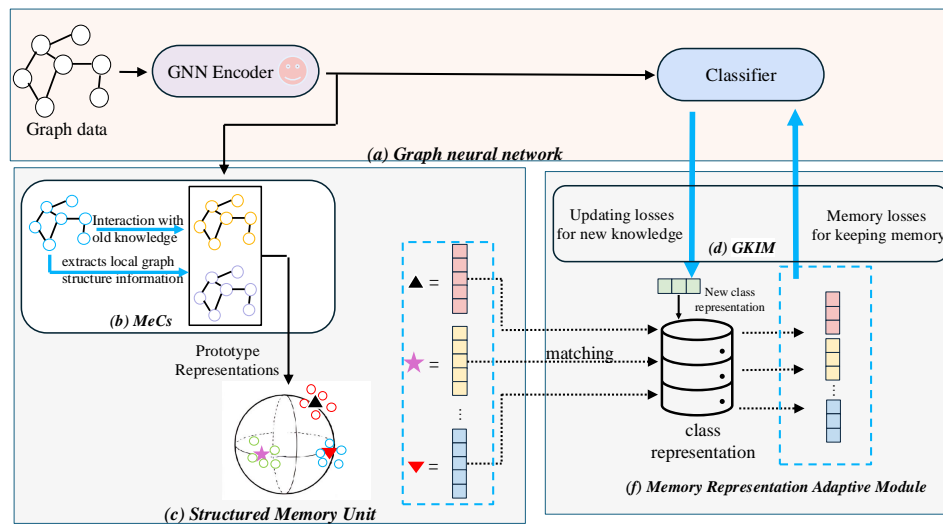 GNN Encoder
Classifier
Graph data
(a) Graph neural network
Interaction with
old knowledge
extracts local graph
structure information
(b) MeCs
Prototype
Representations
=
=
=
(c) Structured Memory Unit
matching
Updating losses
for new knowledge
Memory losses
for keeping memory
(d) GKIM
New class
representation
class
representation
(f) Memory Representation Adaptive Module